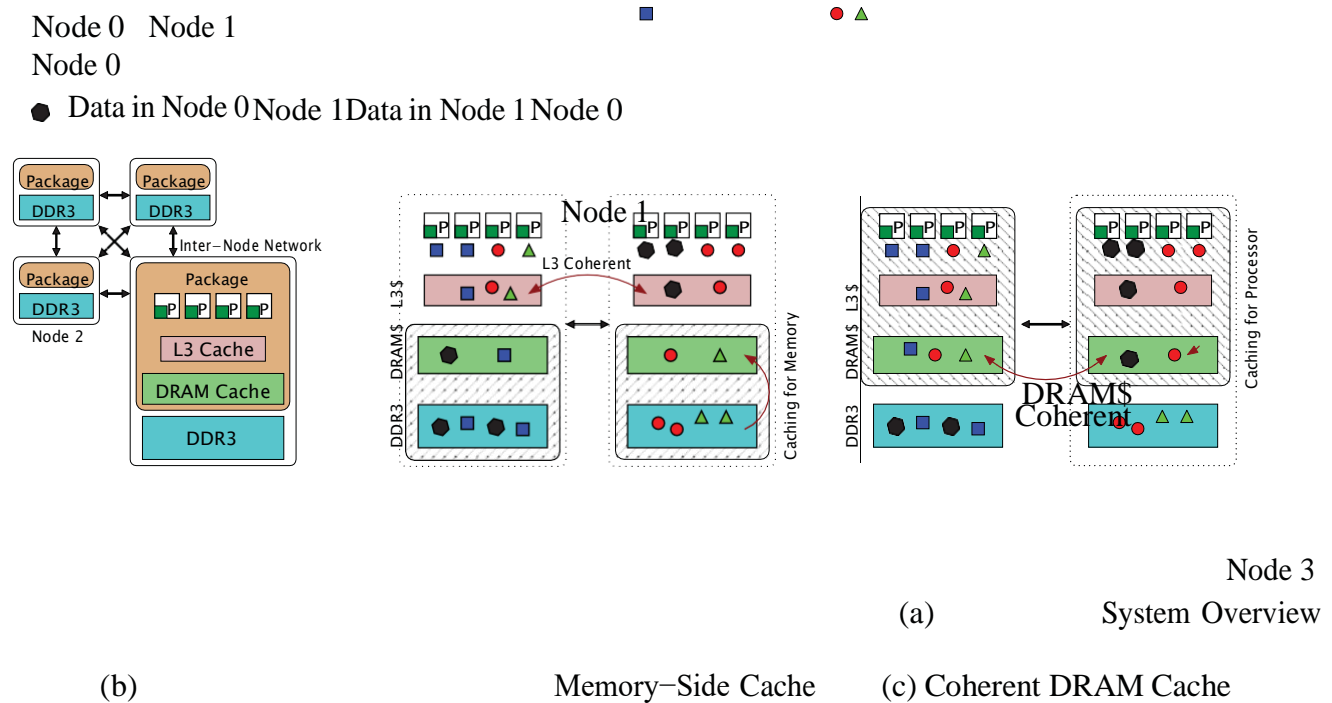 Node 0 Node 1
Node 0
Data in Node 0 Node 1 Data in Node 1 Node 0
Package Package
DDR3 DDR3
Inter−Node Network
Package
DDR3
Node 2
Package
P P P P
L3 Cache
DRAM Cache
DDR3
Node 1
P P P P P P P P
L3 Coherent
L3$
DRAM$
DDR3
Caching for Memory
P P P P P P P P
L3$
DRAM$
DDR3
DRAM$
Coherent
Caching for Processor
Node 3
(a) System Overview
(b) Memory−Side Cache (c) Coherent DRAM Cache